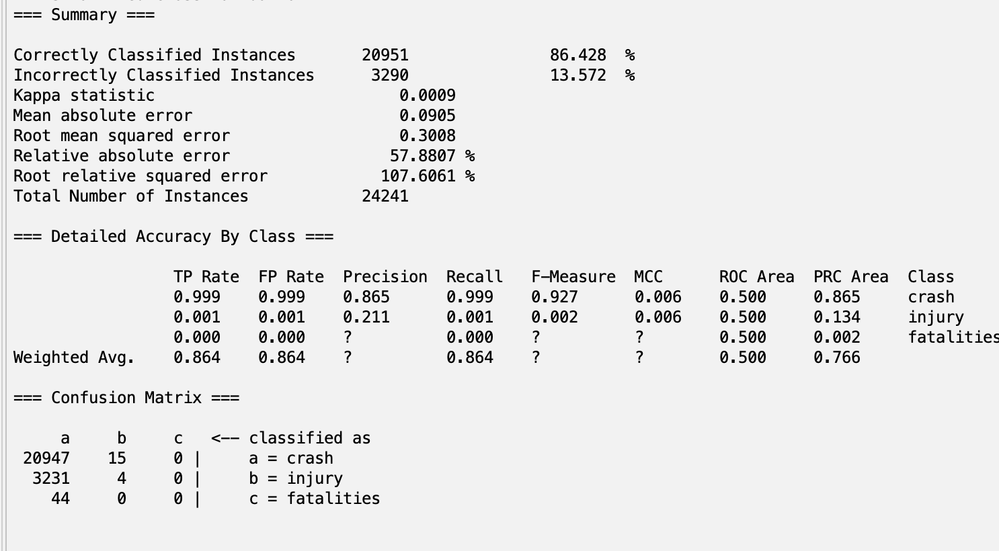 === Summary ===
Correctly Classified Instances 20951 86.428 %
Incorrectly Classified Instances 3290 13.572 %
Kappa statistic 0.0009
Mean absolute error 0.0905
Root mean squared error 0.3008
Relative absolute error 57.8807 %
Root relative squared error 107.6061 %
Total Number of Instances 24241
=== Detailed Accuracy By Class ===
TP Rate FP Rate Precision Recall F-Measure MCC ROC Area PRC Area Class
0.999 0.999 0.865 0.999 0.927 0.006 0.500 0.865 crash
0.001 0.001 0.211 0.001 0.002 0.006 0.500 0.134 injury
0.000 0.000 ? 0.000 ? ? 0.500 0.002 fatalities
Weighted Avg. 0.864 0.864 ? 0.864 ? ? 0.500 0.766
=== Confusion Matrix ===
a b c <-- classified as
20947 15 0 | a = crash
3231 4 0 | b = injury
44 0 0 | c = fatalities